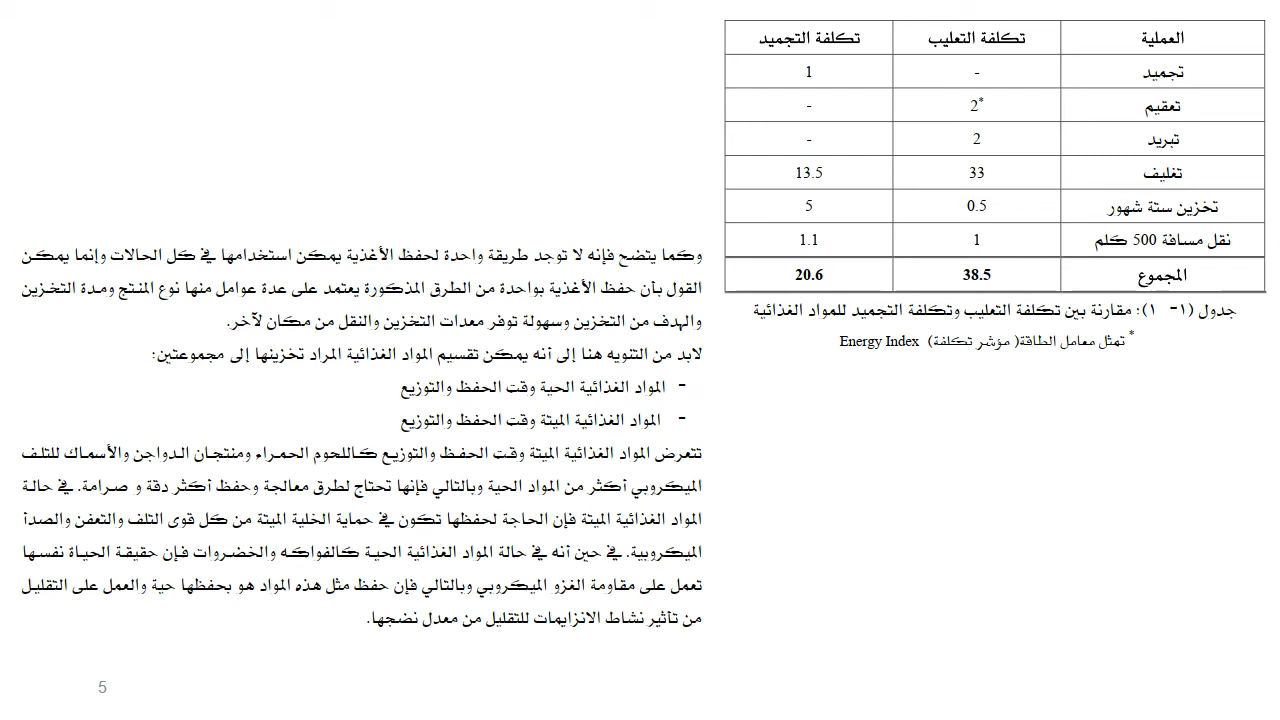 العملية تكلفة التعليب تكلفة التجميد
تجميد - 1
تعقيم 2* -
تبريد 2 -
تغليف 33 13.5
تخزين ستة شهور 0.5 5
نقل مسافة 500 كلم 1 1.1
المجموع 38.5 20.6
جدول (١- ١): مقارنة بين تكلفة التعليب وتكلفة التجميد للمواد الغذائية
* تمثل معامل الطاقة( مؤشر تكلفة) Energy Index
وكما يتضح فإنه لا توجد طريقة واحدة لحفظ الأغذية يمكن استخدامها في كل الحالات وإنما يمكن
القول بأن حفظ الأغذية بواحدة من الطرق المذكورة يعتمد على عدة عوامل منها نوع المنتج ومدة التخزين
والهدف من التخزين وسهولة توفر معدات التخزين والنقل من مكان لآخر.
لابد من التنويه هنا إلى أنه يمكن تقسيم المواد الغذائية المراد تخزينها إلى مجموعتين:
- المواد الغذائية الحية وقت الحفظ والتوزيع
- المواد الغذائية الميتة وقت الحفظ والتوزيع
تتعرض المواد الغذائية الميتة وقت الحفظ والتوزيع كاللحوم الحمراء ومنتجان الدواجن والأسماك للتلف
الميكروبي أكثر من المواد الحية وبالتالي فإنها تحتاج لطرق معالجة وحفظ أكثر دقة و صرامة. في حالة
المواد الغذائية الميتة فإن الحاجة لحفظها تكون في حماية الخلية الميتة من كل قوى التلف والتعفن والصدأ
الميكروبية. في حين أنه في حالة المواد الغذائية الحية كالفواكه والخضروات فإن حقيقة الحياة نفسها
تعمل على مقاومة الغزو الميكروبي وبالتالي فإن حفظ مثل هذه المواد هو بحفظها حية والعمل على التقليل
من تأثير نشاط الانزايمات للتقليل من معدل نضجها.
5